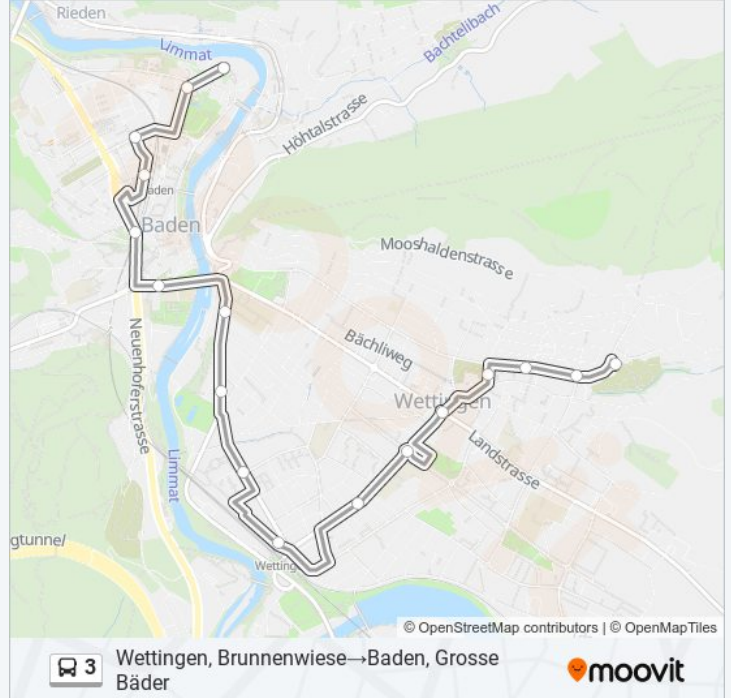 Rieden
Limmat
Bachtelibach
Höhtalstrasse
aden
Baden
Mooshaldenstrasse
Bächliweg
Neuenhoferstrasse
Wettingen
Landstrasse
Limmat
gtunnel
Wetting
© OpenStreetMap contributors | © OpenMapTiles
3
Wettingen, Brunnenwiese→Baden, Grosse
Bäder
moovit